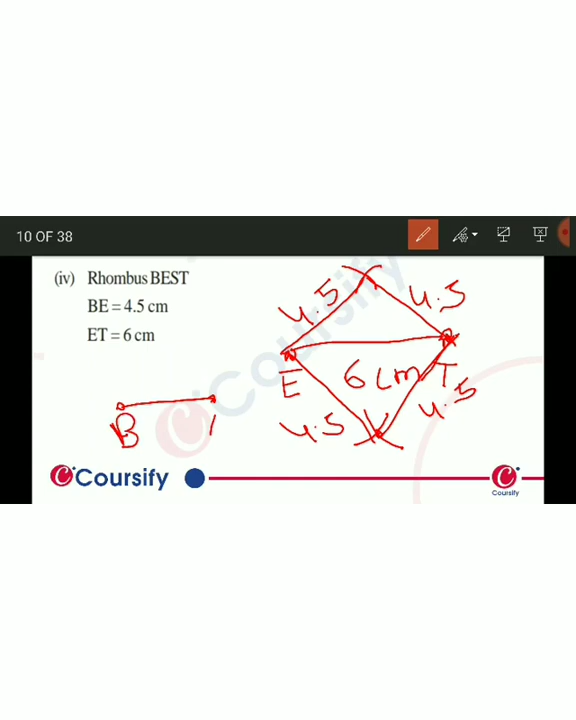 10 OF 38
(iv) Rhombus BEST
BE = 4.5 cm
ET = 6 cm
4.5
4.5
E
6 cm
T
4.5
4.5
B
Coursify
Coursify
Coursify